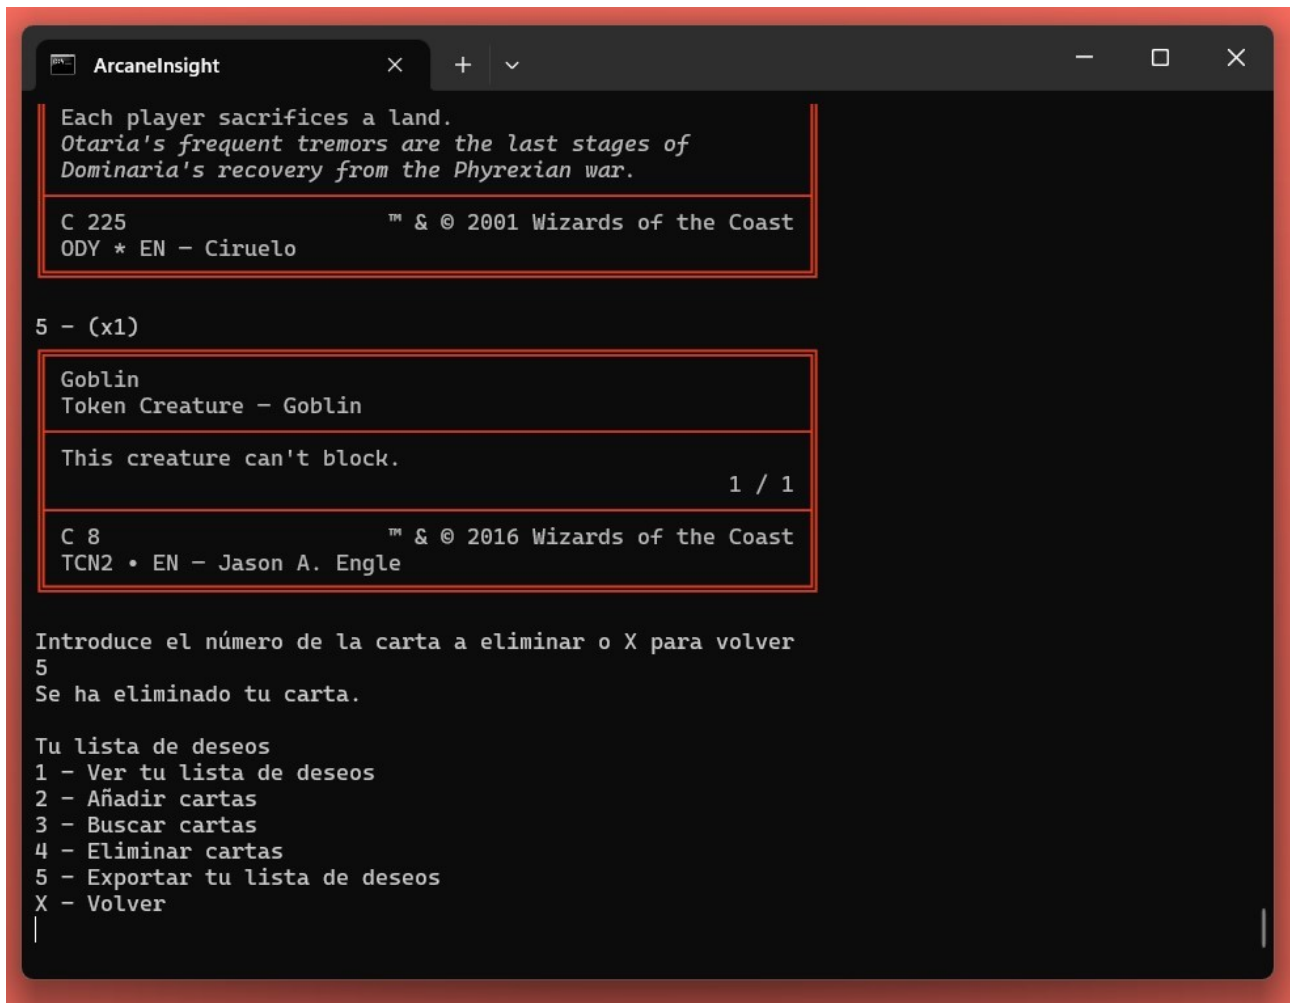 ArcaneInsight
Each player sacrifices a land.
Otaria's frequent tremors are the last stages of
Dominaria's recovery from the Phyrexian war.
C 225 ™ & © 2001 Wizards of the Coast
ODY * EN — Ciruelo
5 — (x1)
Goblin
Token Creature — Goblin
This creature can't block.
1 / 1
C 8 ™ & © 2016 Wizards of the Coast
TCN2 • EN — Jason A. Engle
Introduce el número de la carta a eliminar o X para volver
5
Se ha eliminado tu carta.
Tu lista de deseos
1 — Ver tu lista de deseos
2 — Añadir cartas
3 — Buscar cartas
4 — Eliminar cartas
5 — Exportar tu lista de deseos
X — Volver